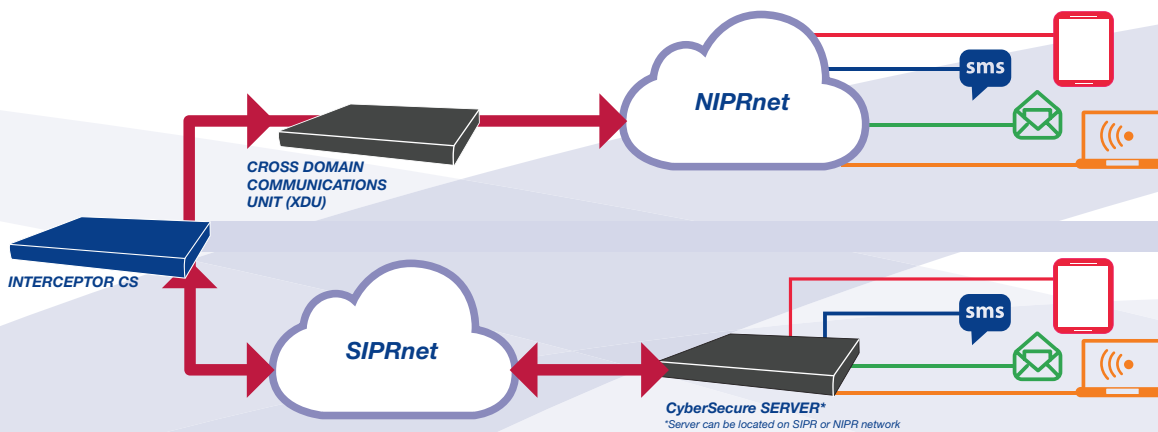 NIPRnet
sms
CROSS DOMAIN
COMMUNICATIONS
UNIT (XDU)
INTERCEPTOR CS
SIPRnet
sms
CyberSecure SERVER*
*Server can be located on SIPR or NIPR network